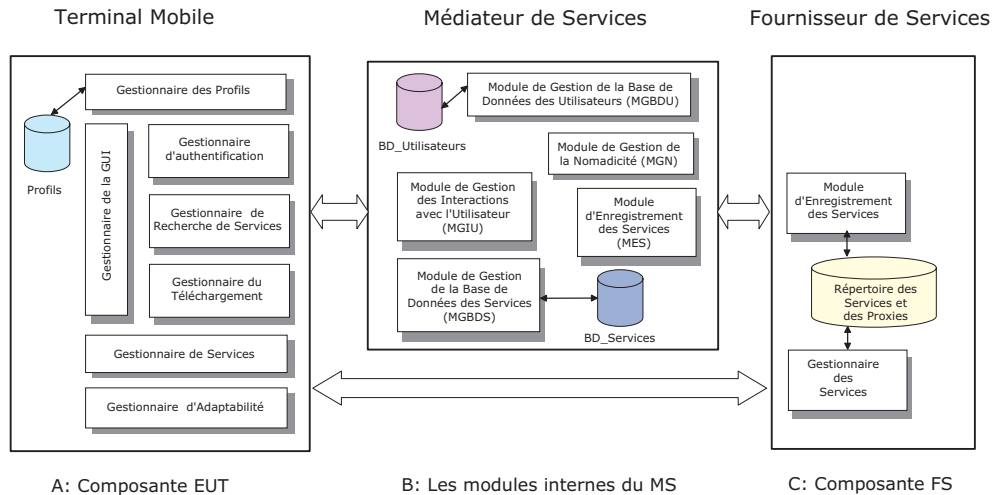 Terminal Mobile
Médiateur de Services
Fournisseur de Services
Gestionnaire des Profils
Profils
Gestionnaire de la GUI
Gestionnaire
d'authentification
Gestionnaire de
Recherche de Services
Gestionnaire du
Téléchargement
Gestionnaire de Services
Gestionnaire d'Adaptabilité
BD_Utilisateurs
Module de Gestion de la Base de
Données des Utilisateurs (MGBDU)
Module de Gestion de
la Nomadicité (MGN)
Module de Gestion
des Interactions
avec l'Utilisateur
(MGIU)
Module
d'Enregistrement
des Services
(MES)
Module de Gestion
de la Base de
Données des Services
(MGBDS)
BD_Services
Module
d'Enregistrement
des Services
Répertoire des
Services et
des Proxies
Gestionnaire
des
Services
A: Composante EUT
B: Les modules internes du MS
C: Composante FS